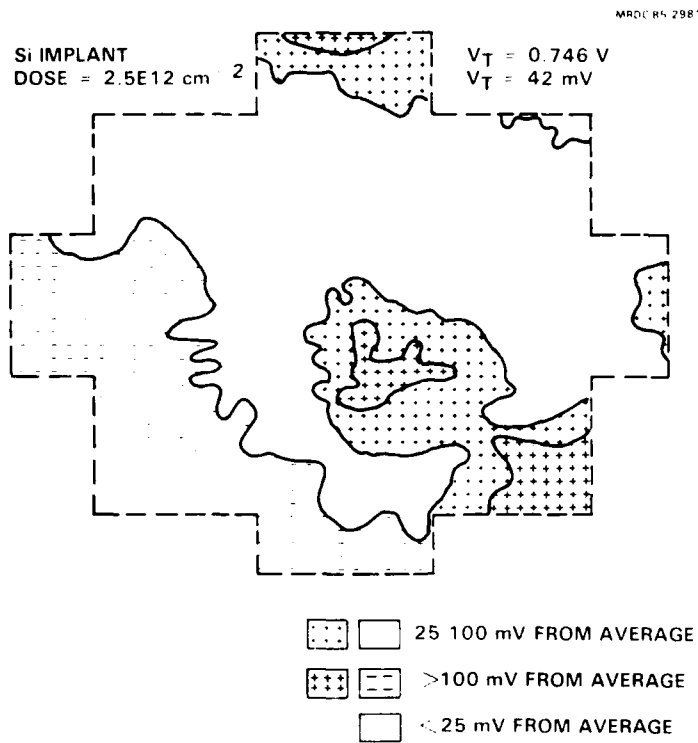 MRDC 85 2981
Si IMPLANT
DOSE = 2.5E12 cm 2
V_T = 0.746 V
V_T = 42 mV
25 100 mV FROM AVERAGE
>100 mV FROM AVERAGE
<25 mV FROM AVERAGE